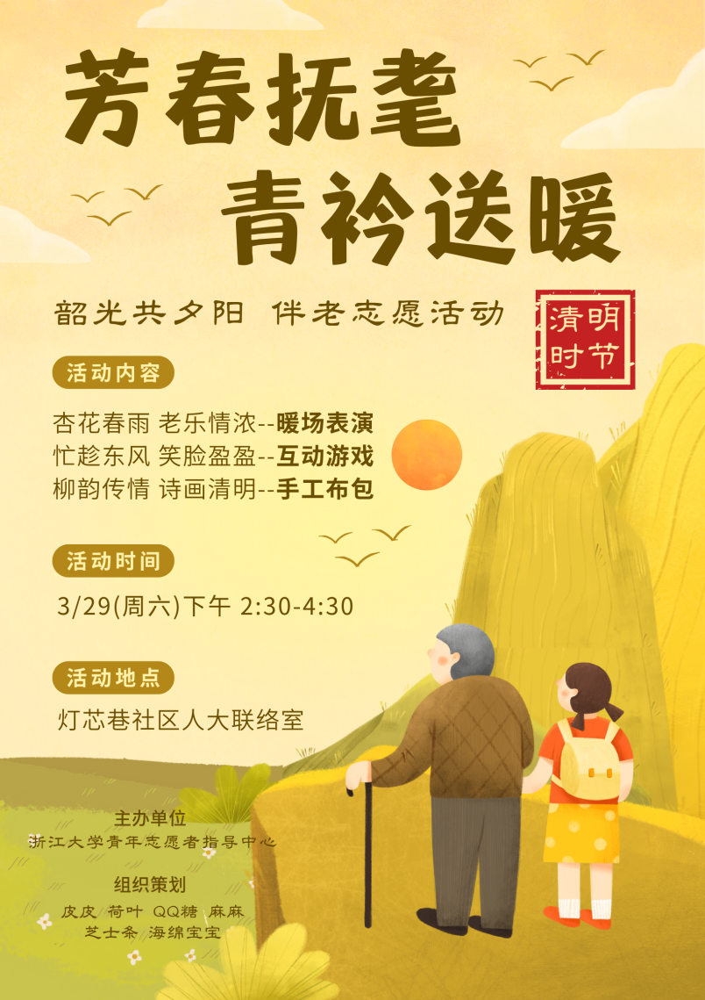 芳春抚耄
青衿送暖
韶光共夕阳 伴老志愿活动
清明
时节
活动内容
杏花春雨 老乐情浓--暖场表演
忙趁东风 笑脸盈盈--互动游戏
柳韵传情 诗画清明--手工布包
活动时间
3/29(周六)下午 2:30-4:30
活动地点
灯芯巷社区人大联络室
主办单位
浙江大学青年志愿者指导中心
组织策划
皮皮 荷叶 QQ糖 麻麻
芝士条 海绵宝宝